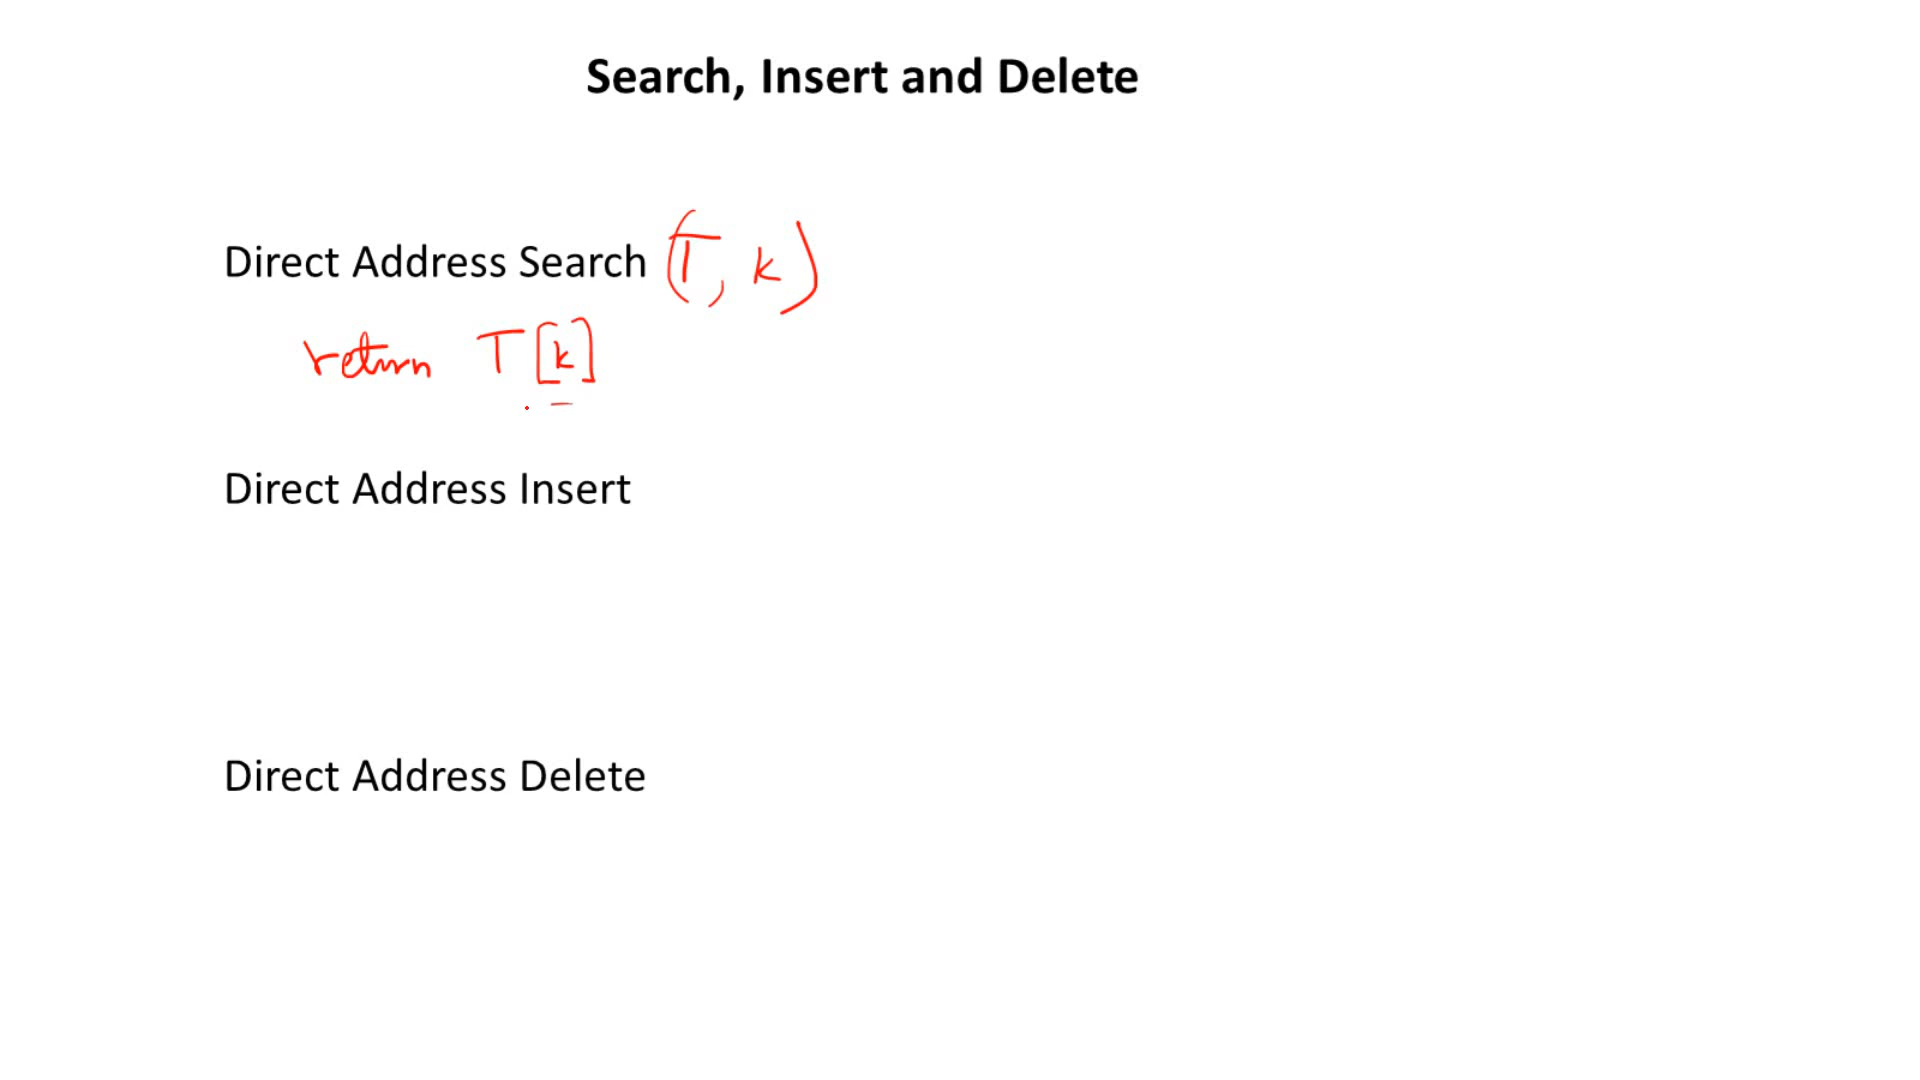 Search, Insert and Delete
Direct Address Search (T, k)
return T[k]
Direct Address Insert
Direct Address Delete